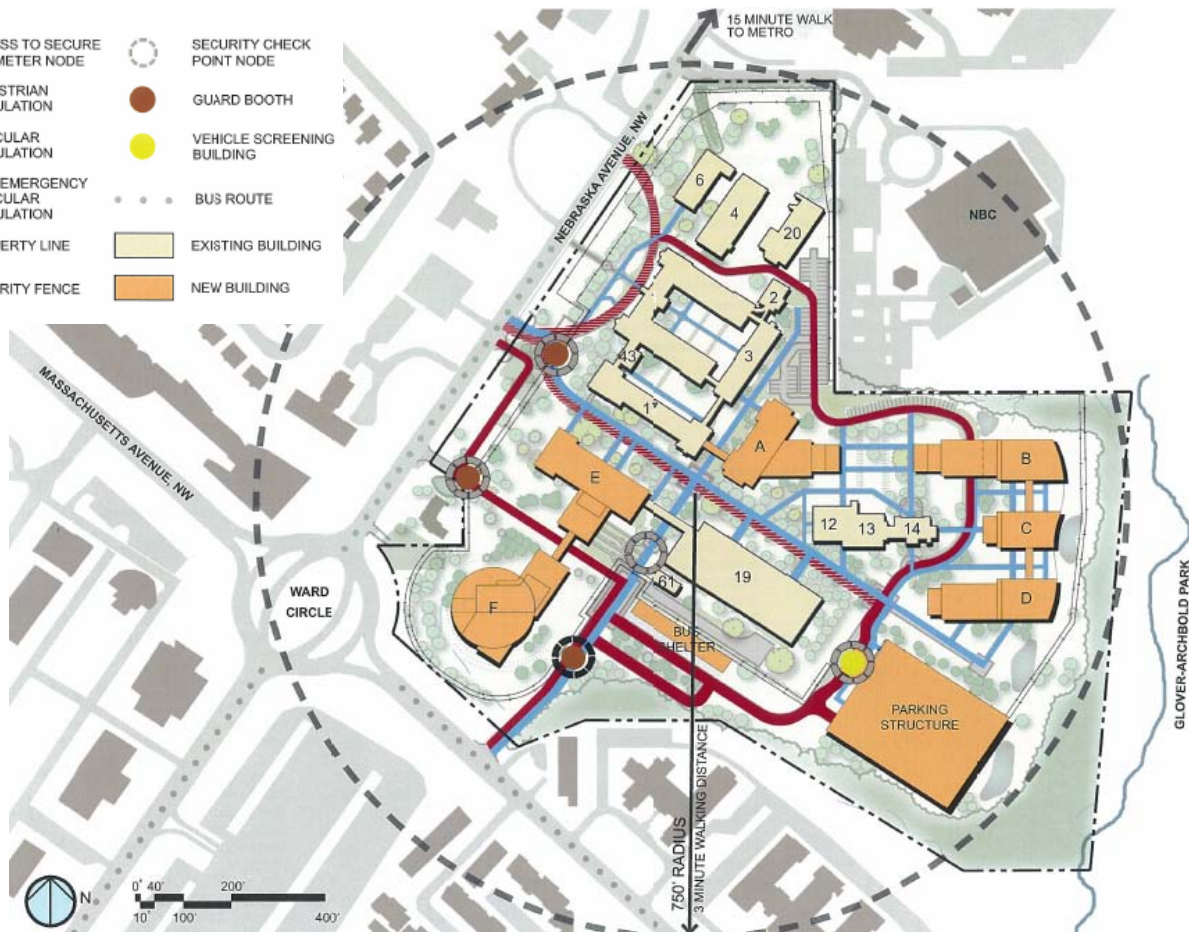 SS TO SECURE
METER NODE
SECURITY CHECK
POINT NODE
STRIAN
ULATION
GUARD BOOTH
CULAR
ULATION
VEHICLE SCREENING
BUILDING
EMERGENCY
CULAR
ULATION
BUS ROUTE
ERTY LINE
EXISTING BUILDING
RITY FENCE
NEW BUILDING
15 MINUTE WALK
TO METRO
NEBRASKA AVENUE, NW
MASSACHUSETTS AVENUE, NW
NBC
6
4
20
2
3
43
1
A
B
E
12
13
14
C
19
61
D
F
WARD
CIRCLE
BUS
SHELTER
PARKING
STRUCTURE
GLOVER-ARCHBOLD PARK
750' RADIUS
3 MINUTE WALKING DISTANCE
N
0' 40' 200'
10' 100' 400'